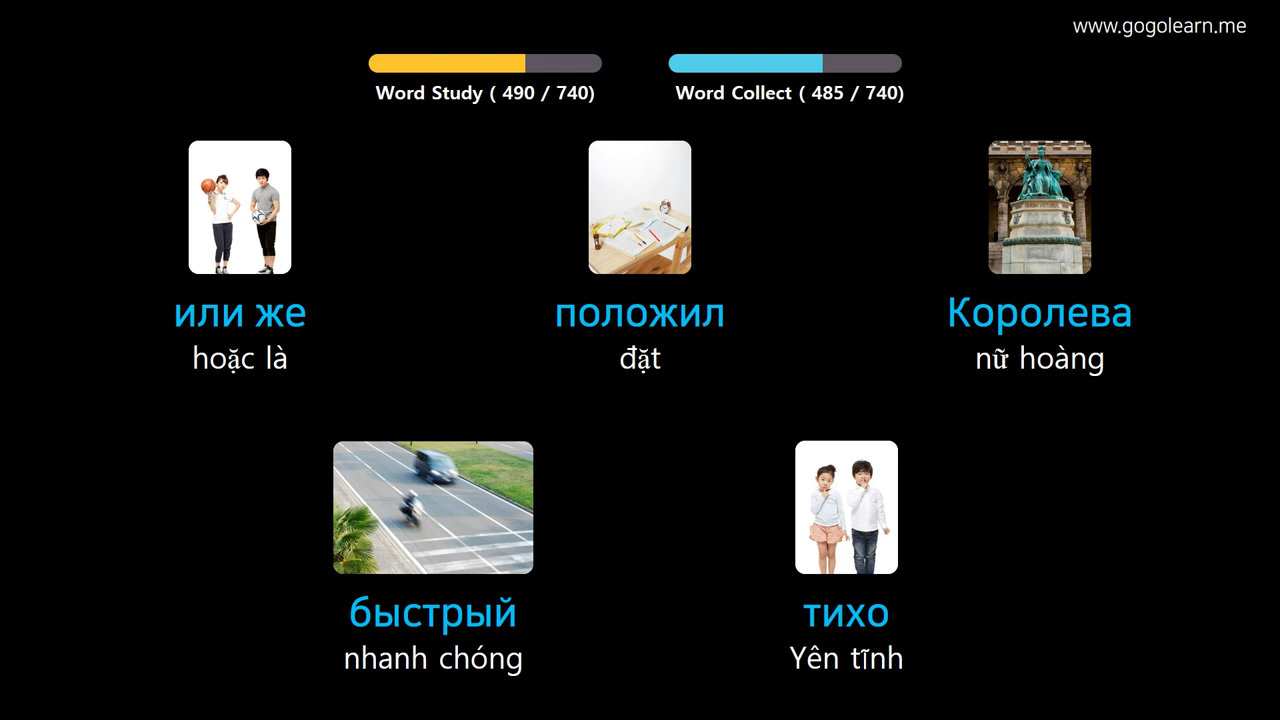 www.gogolearn.me
Word Study ( 490 / 740)
Word Collect ( 485 / 740)
или же
hoặc là
положил
đặt
Королева
nữ hoàng
быстрый
nhanh chóng
тихо
Yên tĩnh